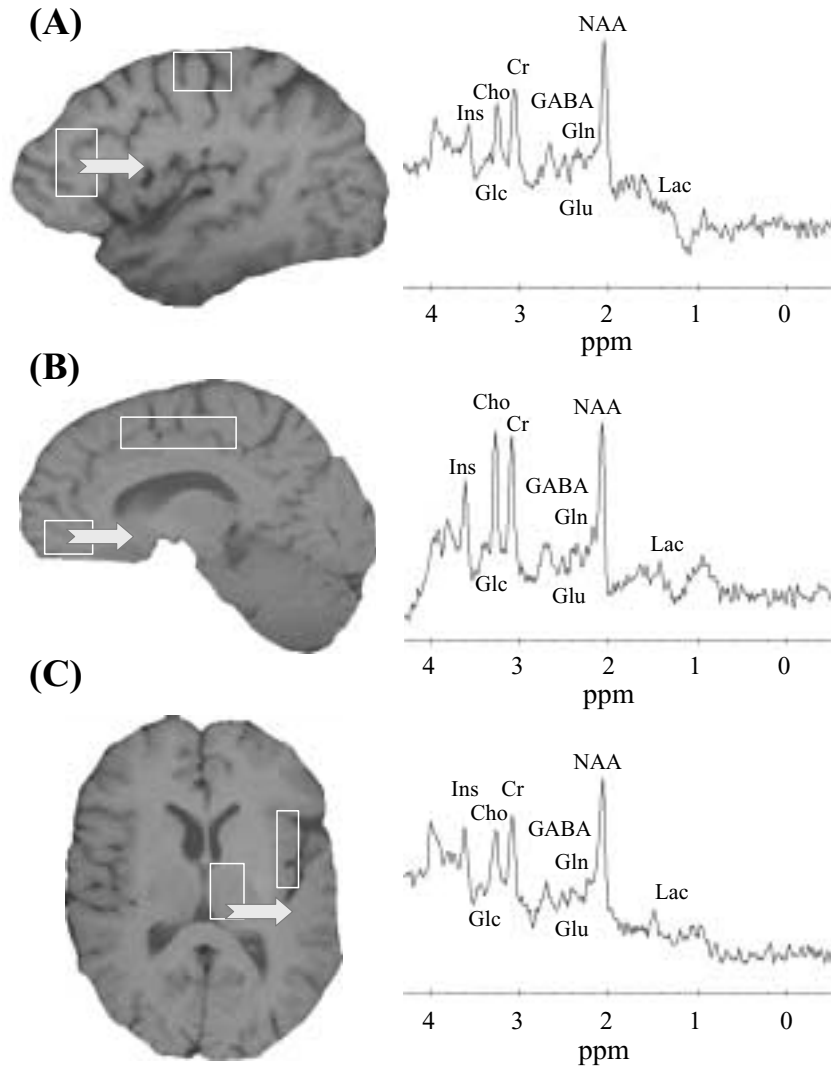 (A)
NAA
Cr
Cho
GABA
Ins
Gln
Glc
Glu
Lac
4 3 2 1 0
ppm
(B)
Cho
NAA
Cr
Ins
GABA
Gln
Lac
Glc
Glu
4 3 2 1 0
ppm
(C)
NAA
Ins
Cr
Cho
GABA
Gln
Lac
Glc
Glu
4 3 2 1 0
ppm